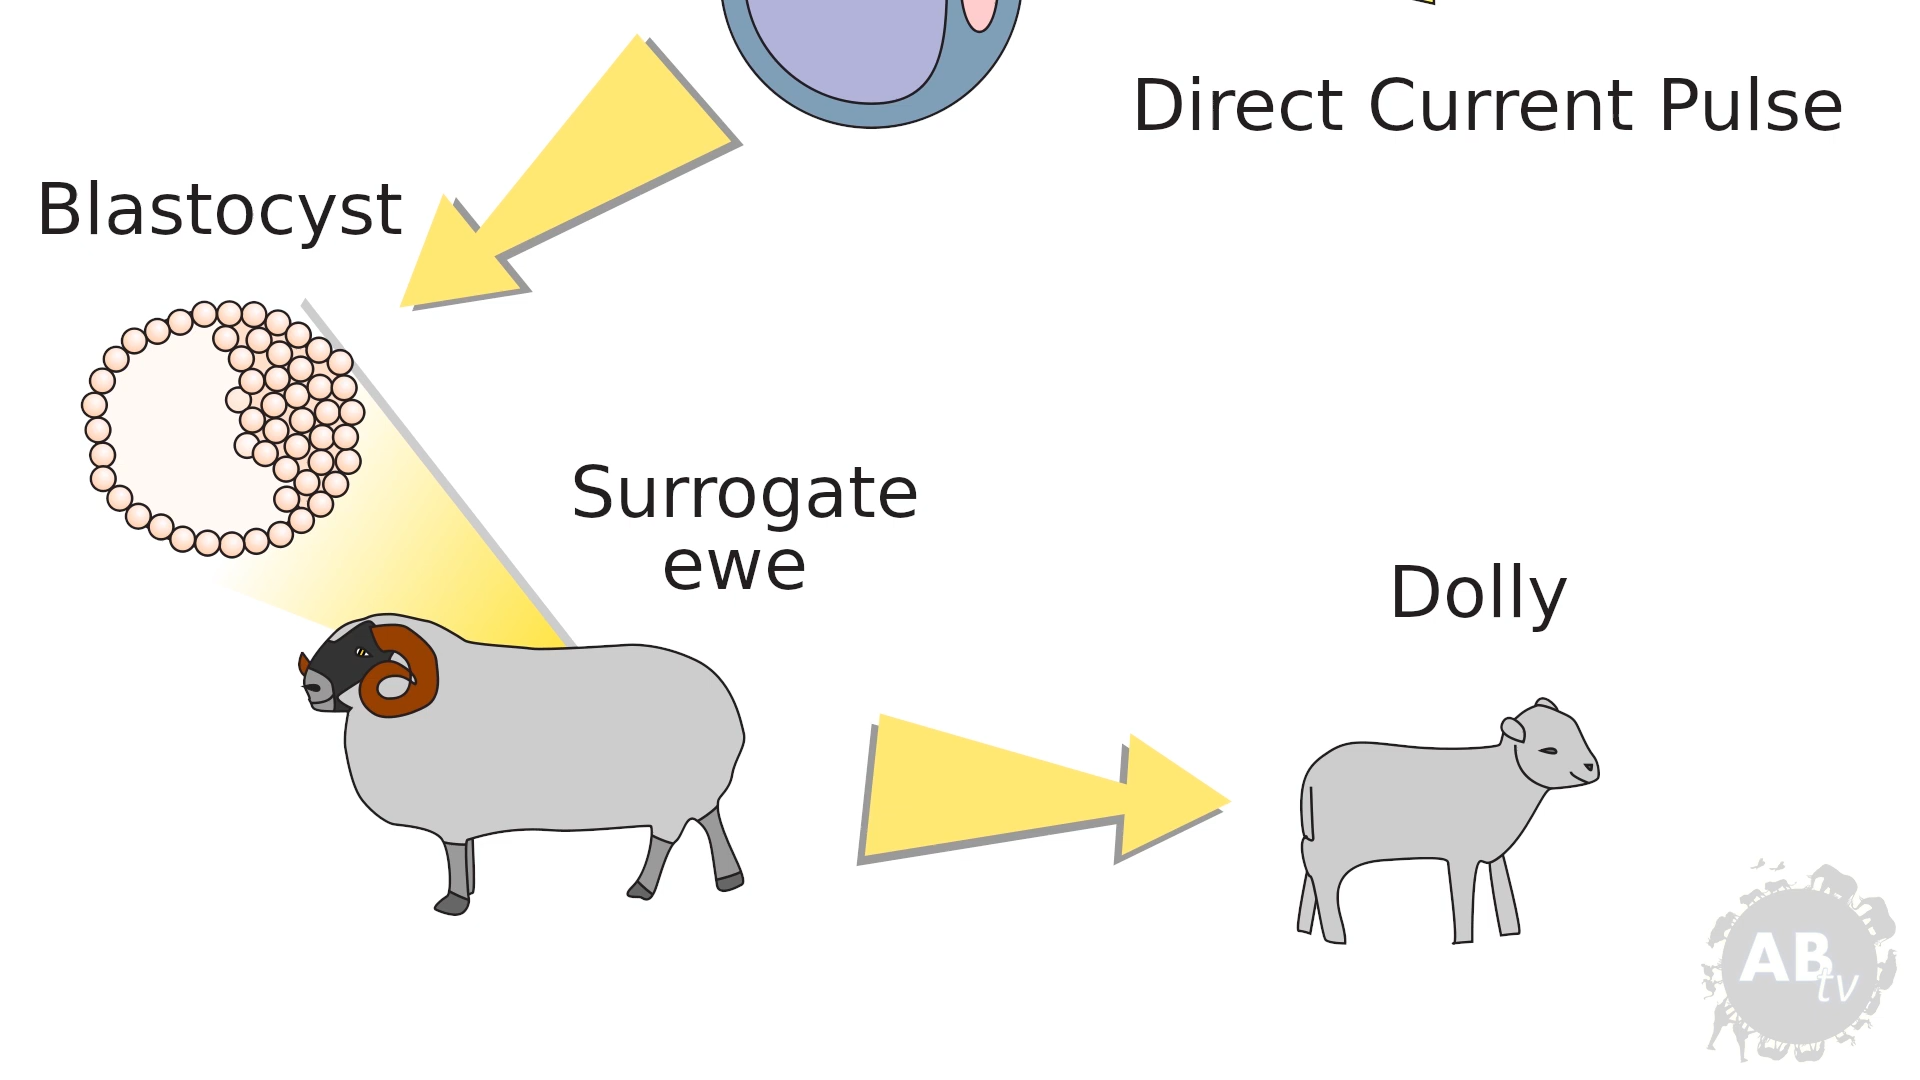 Direct Current Pulse
Blastocyst
Surrogate
ewe
Dolly
AB
tv